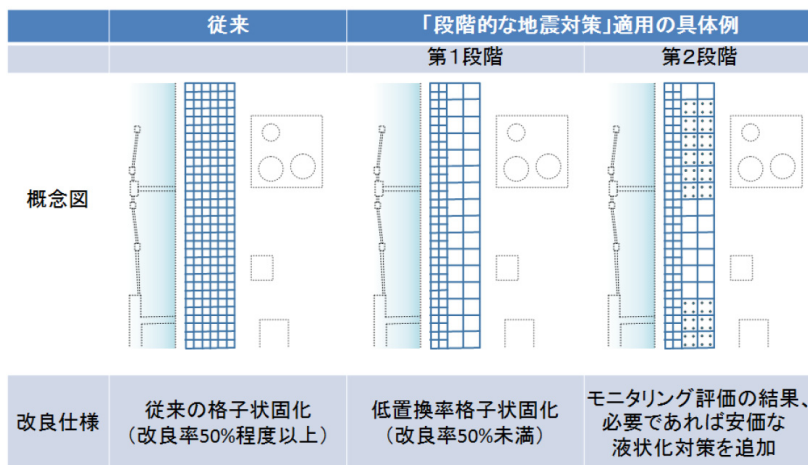 従来
「段階的な地震対策」適用の具体例
第1段階
第2段階
概念図
改良仕様
従来の格子状固化
（改良率50%程度以上）
低置換率格子状固化
（改良率50%未満）
モニタリング評価の結果、
必要であれば安価な
液状化対策を追加